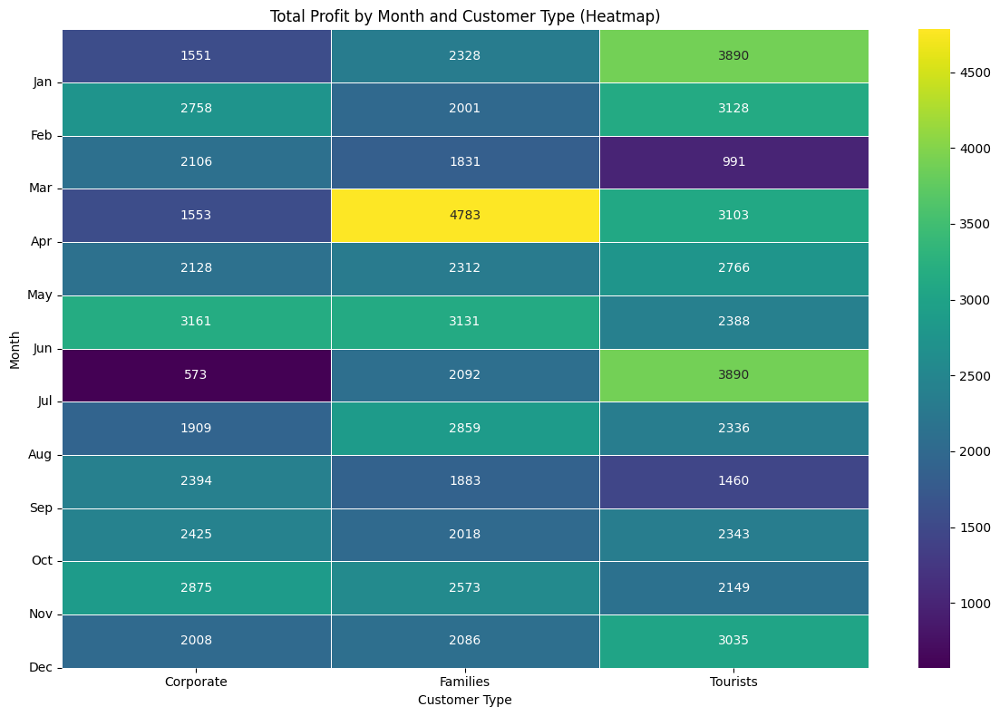 Total Profit by Month and Customer Type (Heatmap)
1551 2328 3890
Jan
2758 2001 3128
Feb
2106 1831 991
Mar
1553 4783 3103
Apr
2128 2312 2766
May
3161 3131 2388
Jun
573 2092 3890
Jul
1909 2859 2336
Aug
2394 1883 1460
Sep
2425 2018 2343
Oct
2875 2573 2149
Nov
2008 2086 3035
Dec
Month
Corporate Families Tourists
Customer Type
4500
4000
3500
3000
2500
2000
1500
1000